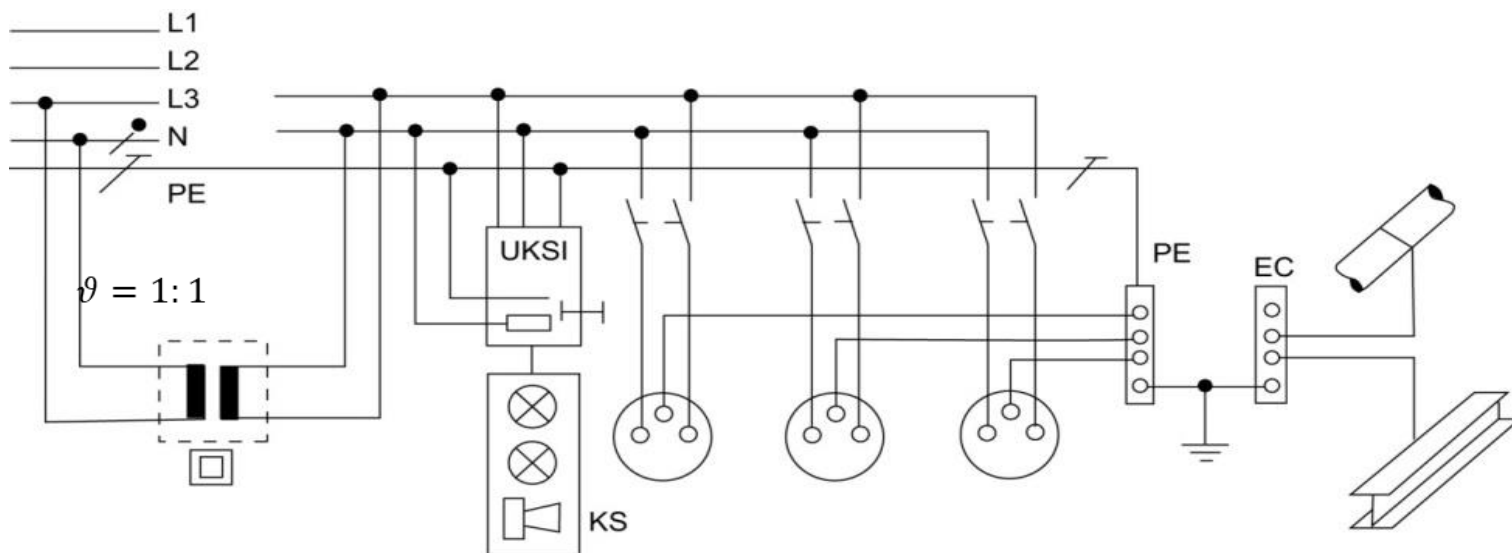 L1
L2
L3
N
PE
UKSI
PE
EC
𝜗 = 1: 1
KS